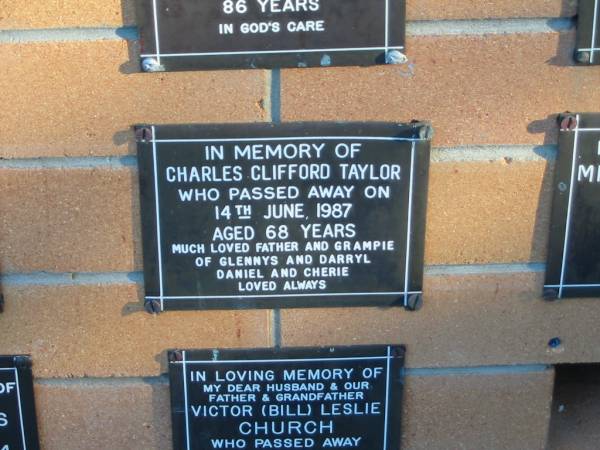 86 YEARS
IN GOD'S CARE
IN MEMORY OF
CHARLES CLIFFORD TAYLOR
WHO PASSED AWAY ON
14TH JUNE, 1987
AGED 68 YEARS
MUCH LOVED FATHER AND GRAMPIE
OF GLENNYS AND DARRYL
DANIEL AND CHERIE
LOVED ALWAYS
IN LOVING MEMORY OF
MY DEAR HUSBAND & OUR
FATHER & GRANDFATHER
VICTOR (BILL) LESLIE
CHURCH
WHO PASSED AWAY
OF